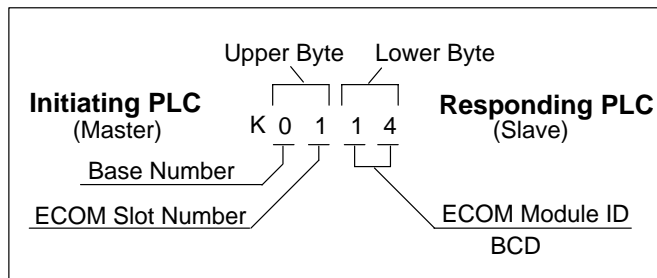 Upper Byte Lower Byte
Initiating PLC Responding PLC
(Master) K 0 1 1 4 (Slave)
Base Number
ECOM Slot Number ECOM Module ID
BCD